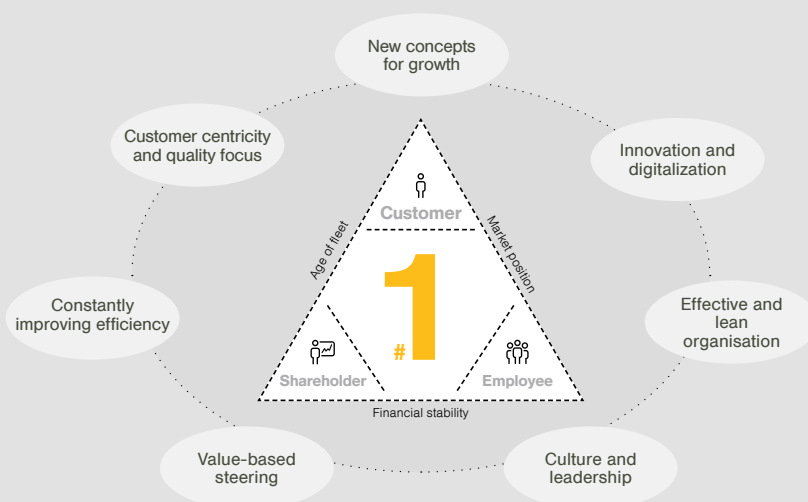 New concepts
for growth
Customer centricity
and quality focus
Innovation and
digitalization
Customer
Age of fleet
Market position
#1
Constantly
improving efficiency
Effective and
lean
organisation
Shareholder
Employee
Financial stability
Value-based
steering
Culture and
leadership